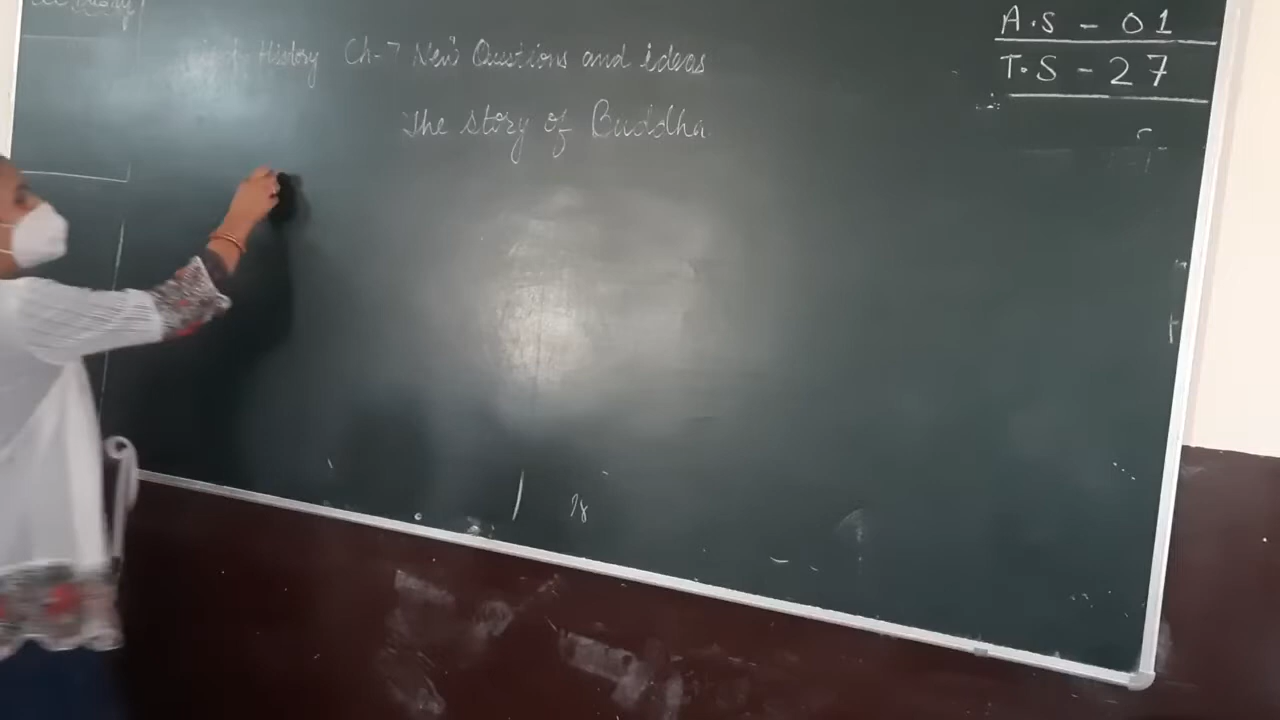 History Ch-7 New Questions and ideas
The story of Buddha
A.S - 01
T.S - 27